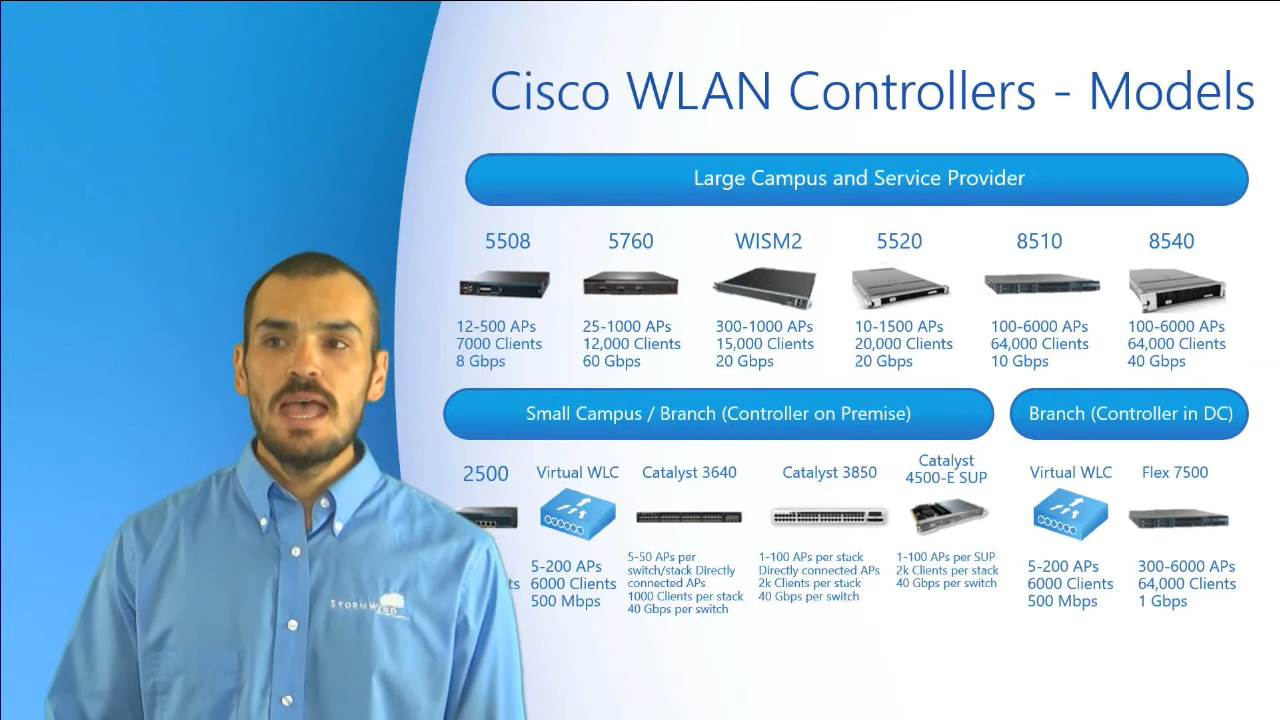 Cisco WLAN Controllers - Models
Large Campus and Service Provider
5508
5760
WISM2
5520
8510
8540
12-500 APs
7000 Clients
8 Gbps
25-1000 APs
12,000 Clients
60 Gbps
300-1000 APs
15,000 Clients
20 Gbps
10-1500 APs
20,000 Clients
20 Gbps
100-6000 APs
64,000 Clients
10 Gbps
100-6000 APs
64,000 Clients
40 Gbps
Small Campus / Branch (Controller on Premise)
Branch (Controller in DC)
2500
Virtual WLC
Catalyst 3640
Catalyst 3850
Catalyst
4500-E SUP
Virtual WLC
Flex 7500
ts
5-200 APs
6000 Clients
500 Mbps
5-50 APs per
switch/stack Directly
connected APs
1000 Clients per stack
40 Gbps per switch
1-100 APs per stack
Directly connected APs
2k Clients per stack
40 Gbps per switch
1-100 APs per SUP
2k Clients per stack
40 Gbps per switch
5-200 APs
6000 Clients
500 Mbps
300-6000 APs
64,000 Clients
1 Gbps
STORMWIND